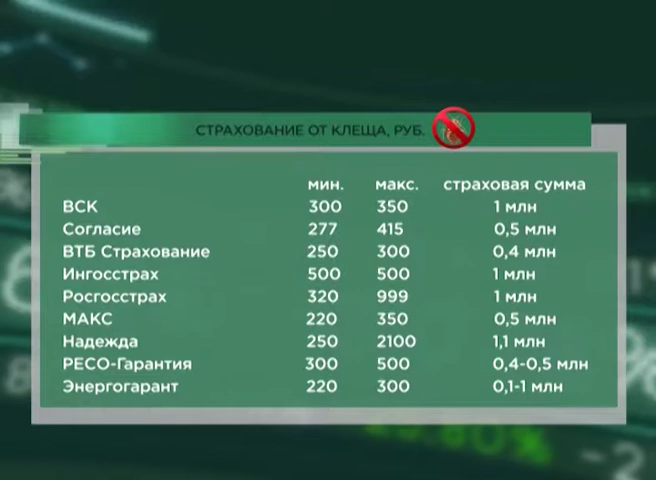 СТРАХОВАНИЕ ОТ КЛЕЩА, РУБ.
мин. макс. страховая сумма
ВСК 300 350 1 млн
Согласие 277 415 0,5 млн
ВТБ Страхование 250 300 0,4 млн
Ингосстрах 500 500 1 млн
Росгосстрах 320 999 1 млн
МАКС 220 350 0,5 млн
Надежда 250 2100 1,1 млн
РЕСО-Гарантия 300 500 0,4-0,5 млн
Энергогарант 220 300 0,1-1 млн
-2